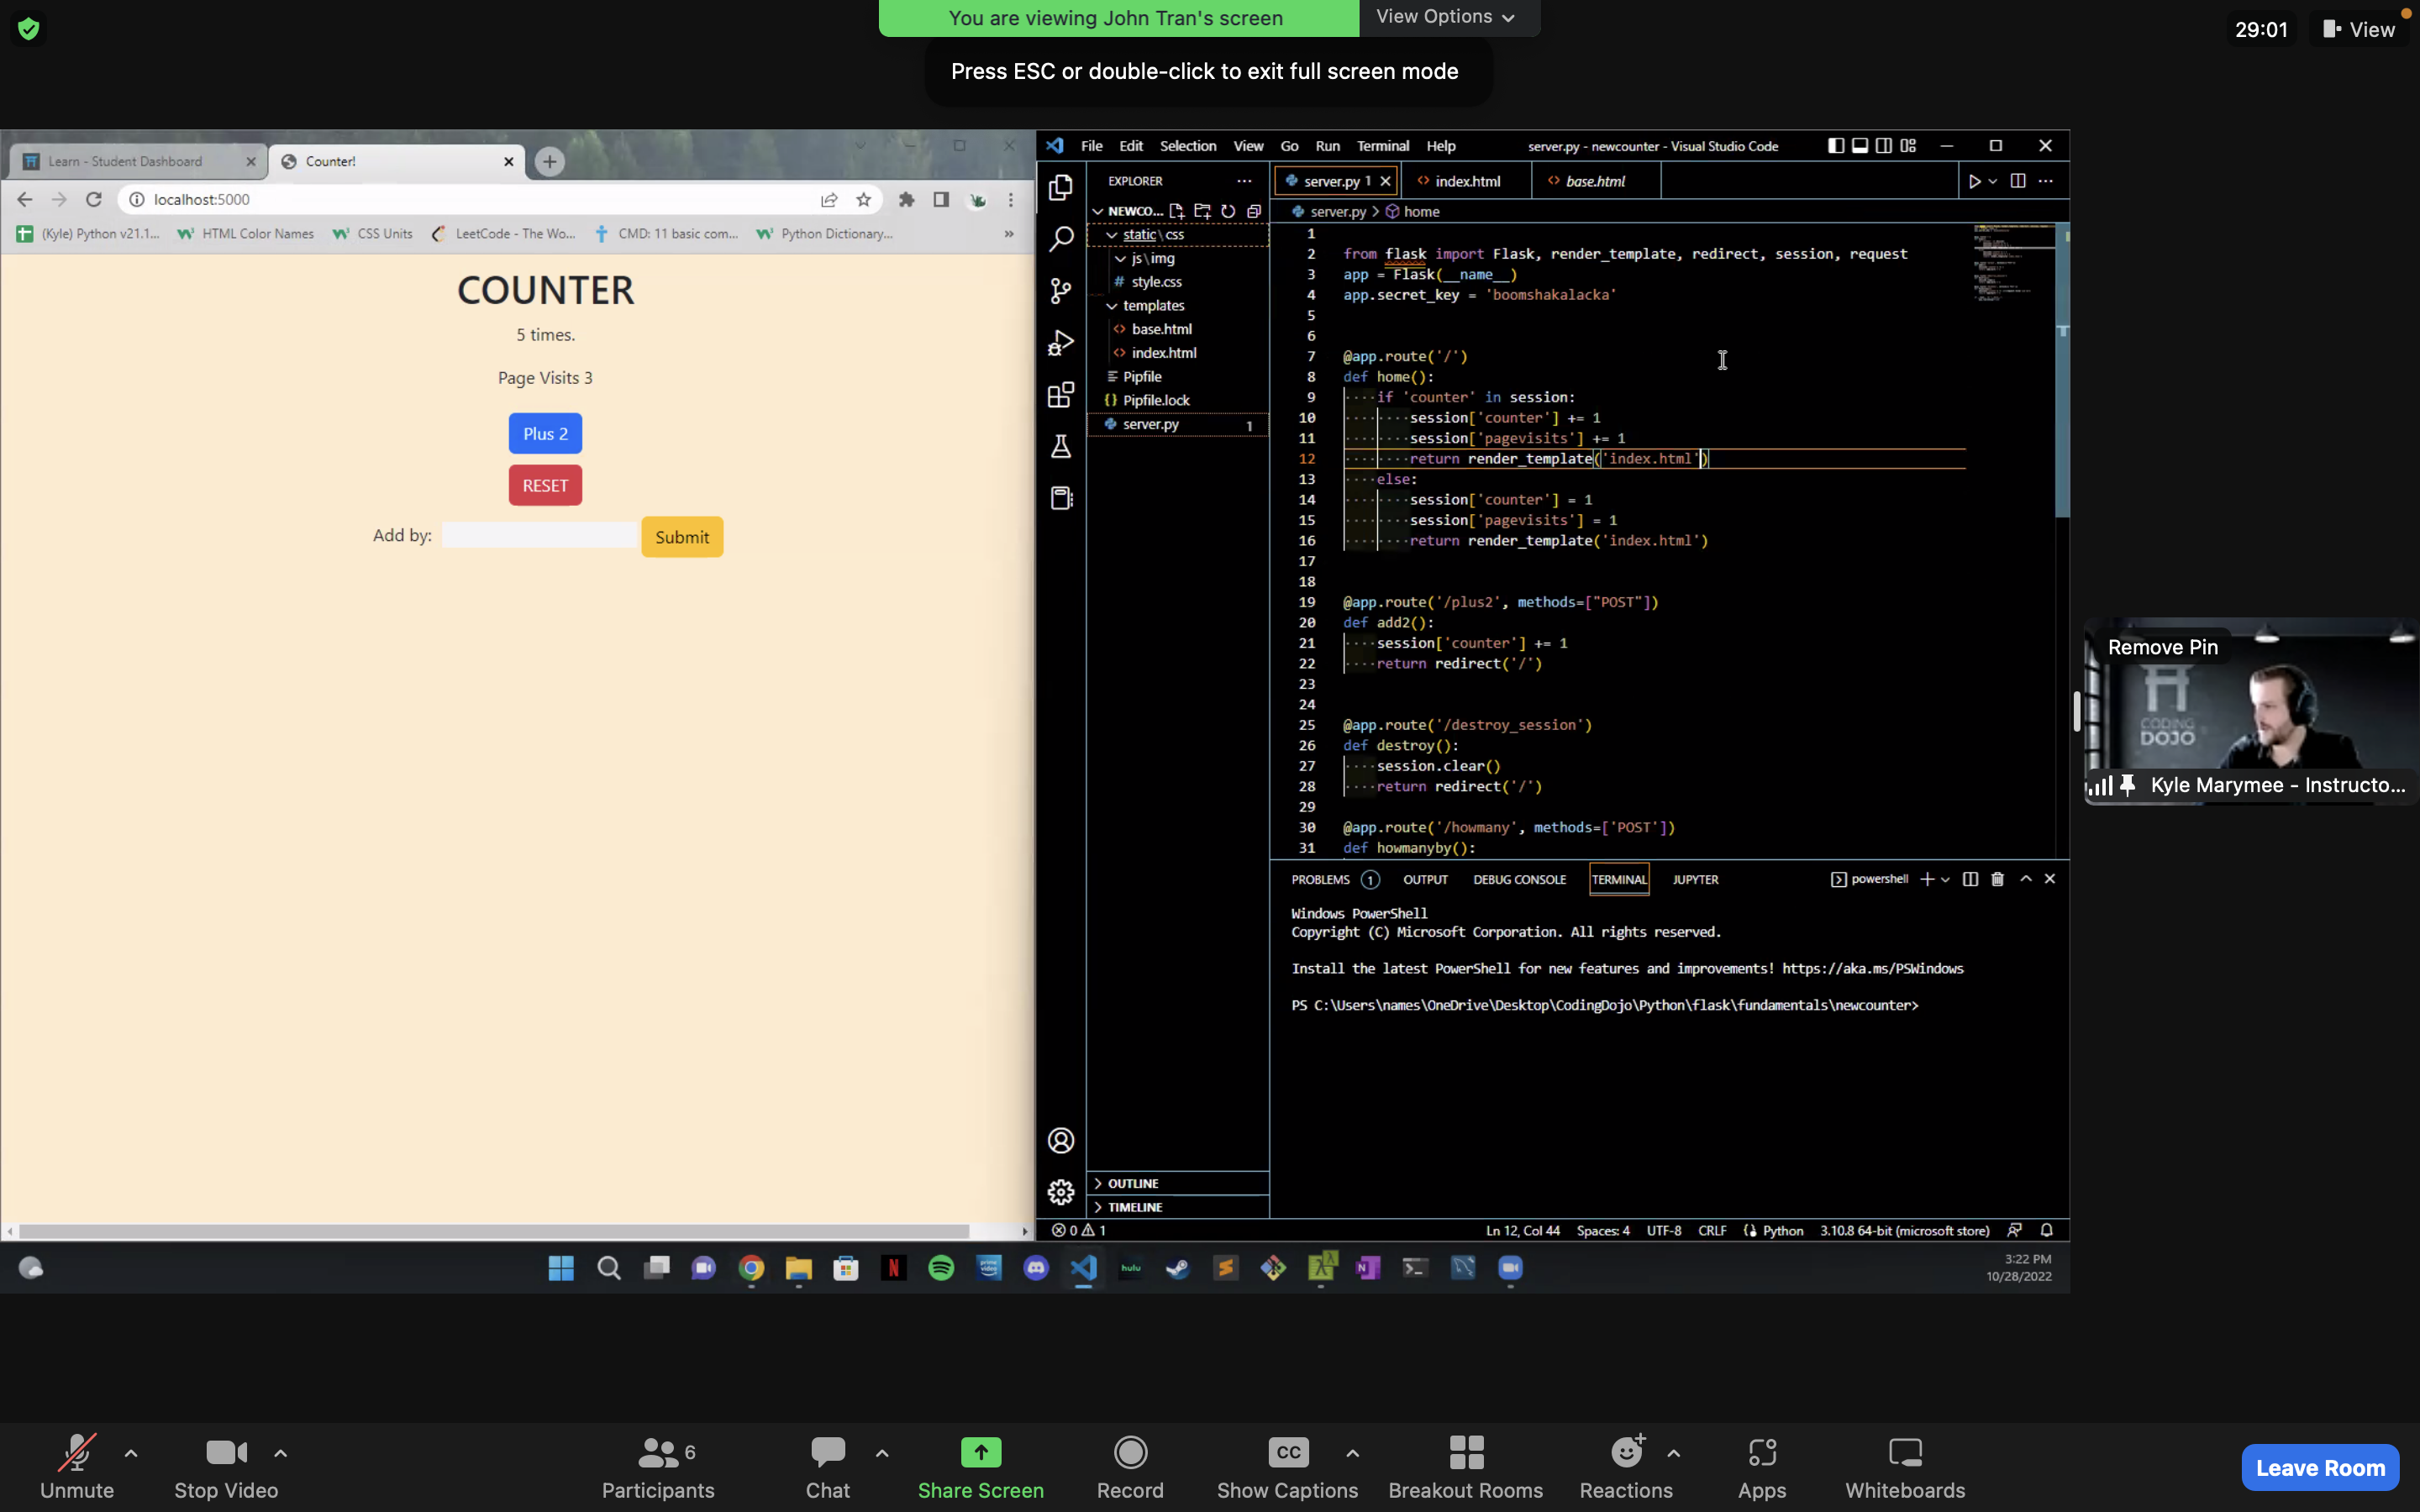 You are viewing John Tran's screen
View Options
29:01
View
Press ESC or double-click to exit full screen mode
Learn - Student Dashboard
Counter!
localhost:5000
(Kyle) Python v21.1...
HTML Color Names
CSS Units
LeetCode - The Wo...
CMD: 11 basic com...
Python Dictionary...
»
COUNTER
5 times.
Page Visits 3
Plus 2
RESET
Add by:
Submit
File Edit Selection View Go Run Terminal Help
server.py - newcounter - Visual Studio Code
EXPLORER
NEWCO...
static\css
js\img
# style.css
templates
<> base.html
<> index.html
Pipfile
{} Pipfile.lock
server.py 1
OUTLINE
TIMELINE
server.py 1
<> index.html
<> base.html
server.py > home
1
2 from flask import Flask, render_template, redirect, session, request
3 app = Flask(__name__)
4 app.secret_key = 'boomshakalacka'
5
6
7 @app.route('/')
8 def home():
9 ····if 'counter' in session:
10 ········session['counter'] += 1
11 ········session['pagevisits'] += 1
12 ········return render_template('index.html')
13 ····else:
14 ········session['counter'] = 1
15 ········session['pagevisits'] = 1
16 ········return render_template('index.html')
17
18
19 @app.route('/plus2', methods=["POST"])
20 def add2():
21 ····session['counter'] += 1
22 ····return redirect('/')
23
24
25 @app.route('/destroy_session')
26 def destroy():
27 ····session.clear()
28 ····return redirect('/')
29
30 @app.route('/howmany', methods=['POST'])
31 def howmanyby():
PROBLEMS 1 OUTPUT DEBUG CONSOLE TERMINAL JUPYTER
powershell
Windows PowerShell
Copyright (C) Microsoft Corporation. All rights reserved.
Install the latest PowerShell for new features and improvements! https://aka.ms/PSWindows
PS C:\Users\names\OneDrive\Desktop\CodingDojo\Python\flask\fundamentals\newcounter>
0 1
Ln 12, Col 44 Spaces: 4 UTF-8 CRLF {} Python 3.10.8 64-bit (microsoft store)
prime video
hulu
3:22 PM
10/28/2022
Remove Pin
CODING
DOJO
Kyle Marymee - Instructo...
Unmute
Stop Video
6
Participants
Chat
Share Screen
Record
CC
Show Captions
Breakout Rooms
Reactions
Apps
Whiteboards
Leave Room